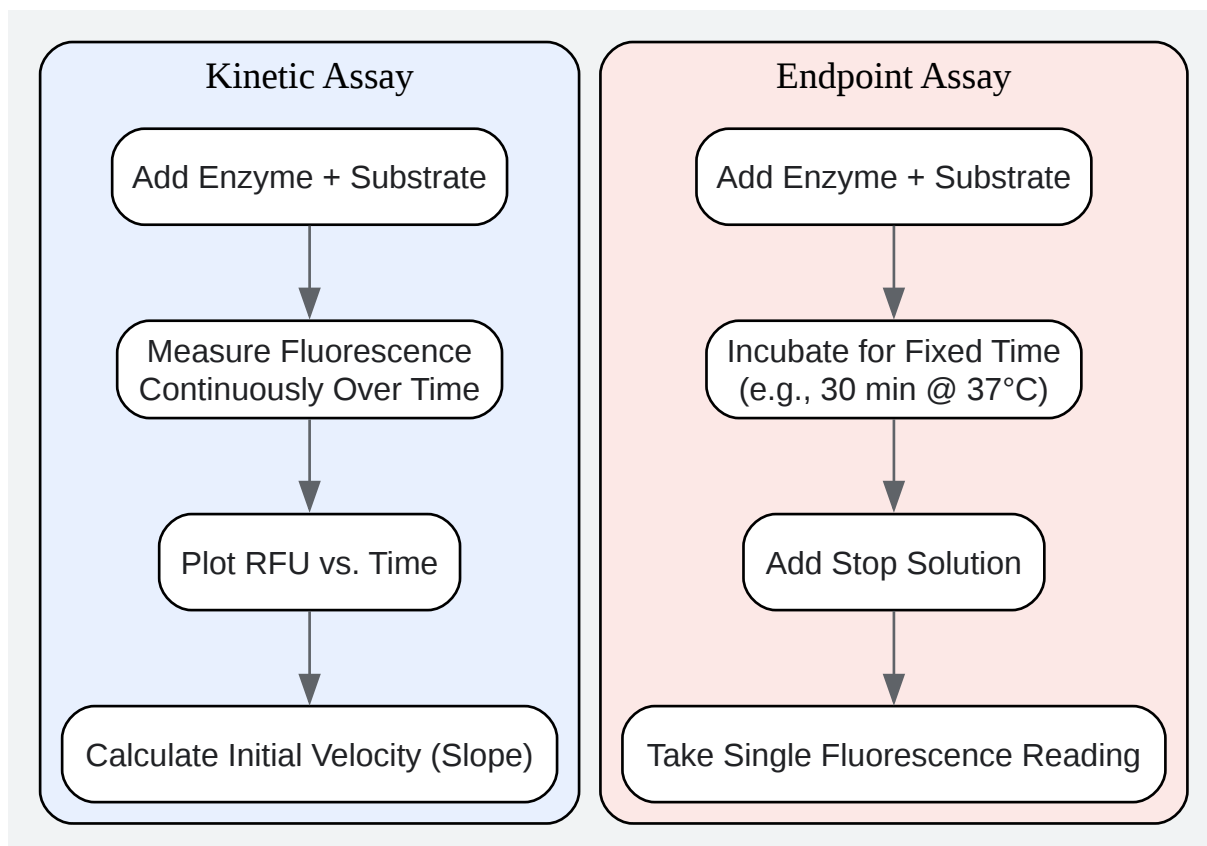 Kinetic Assay
Add Enzyme + Substrate
Measure Fluorescence
Continuously Over Time
Plot RFU vs. Time
Calculate Initial Velocity (Slope)
Endpoint Assay
Add Enzyme + Substrate
Incubate for Fixed Time
(e.g., 30 min @ 37°C)
Add Stop Solution
Take Single Fluorescence Reading